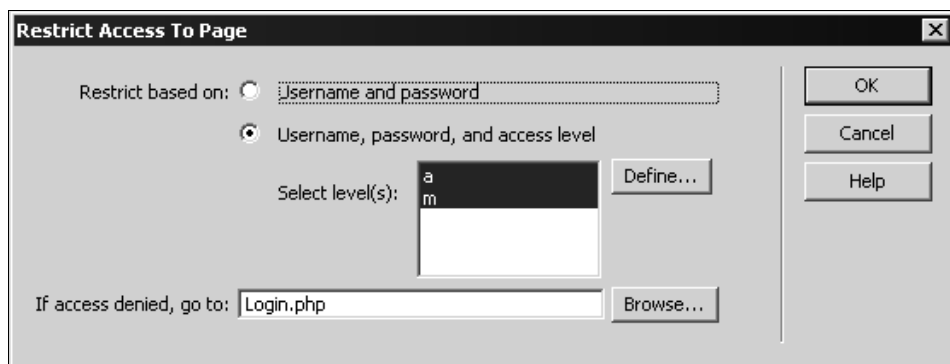 Restrict Access To Page
Restrict based on: Username and password
OK
Username, password, and access level
Cancel
Select level(s):
a
m
Define...
Help
If access denied, go to: Login.php
Browse...